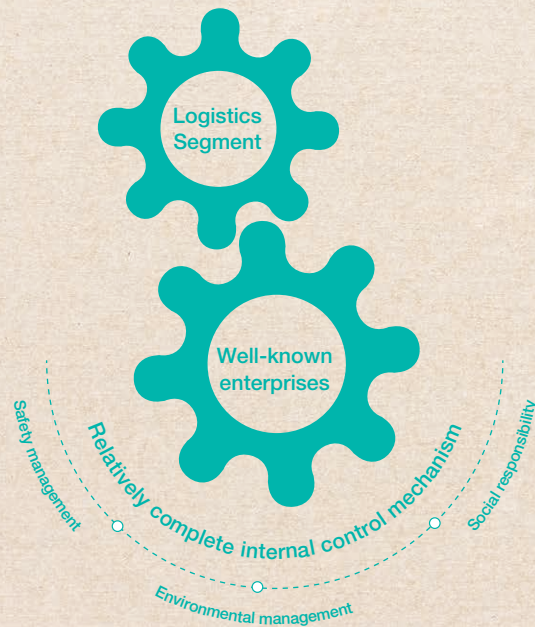 Logistics
Segment
Well-known
enterprises
Relatively complete internal control mechanism
Safety management
Environmental management
Social responsibility